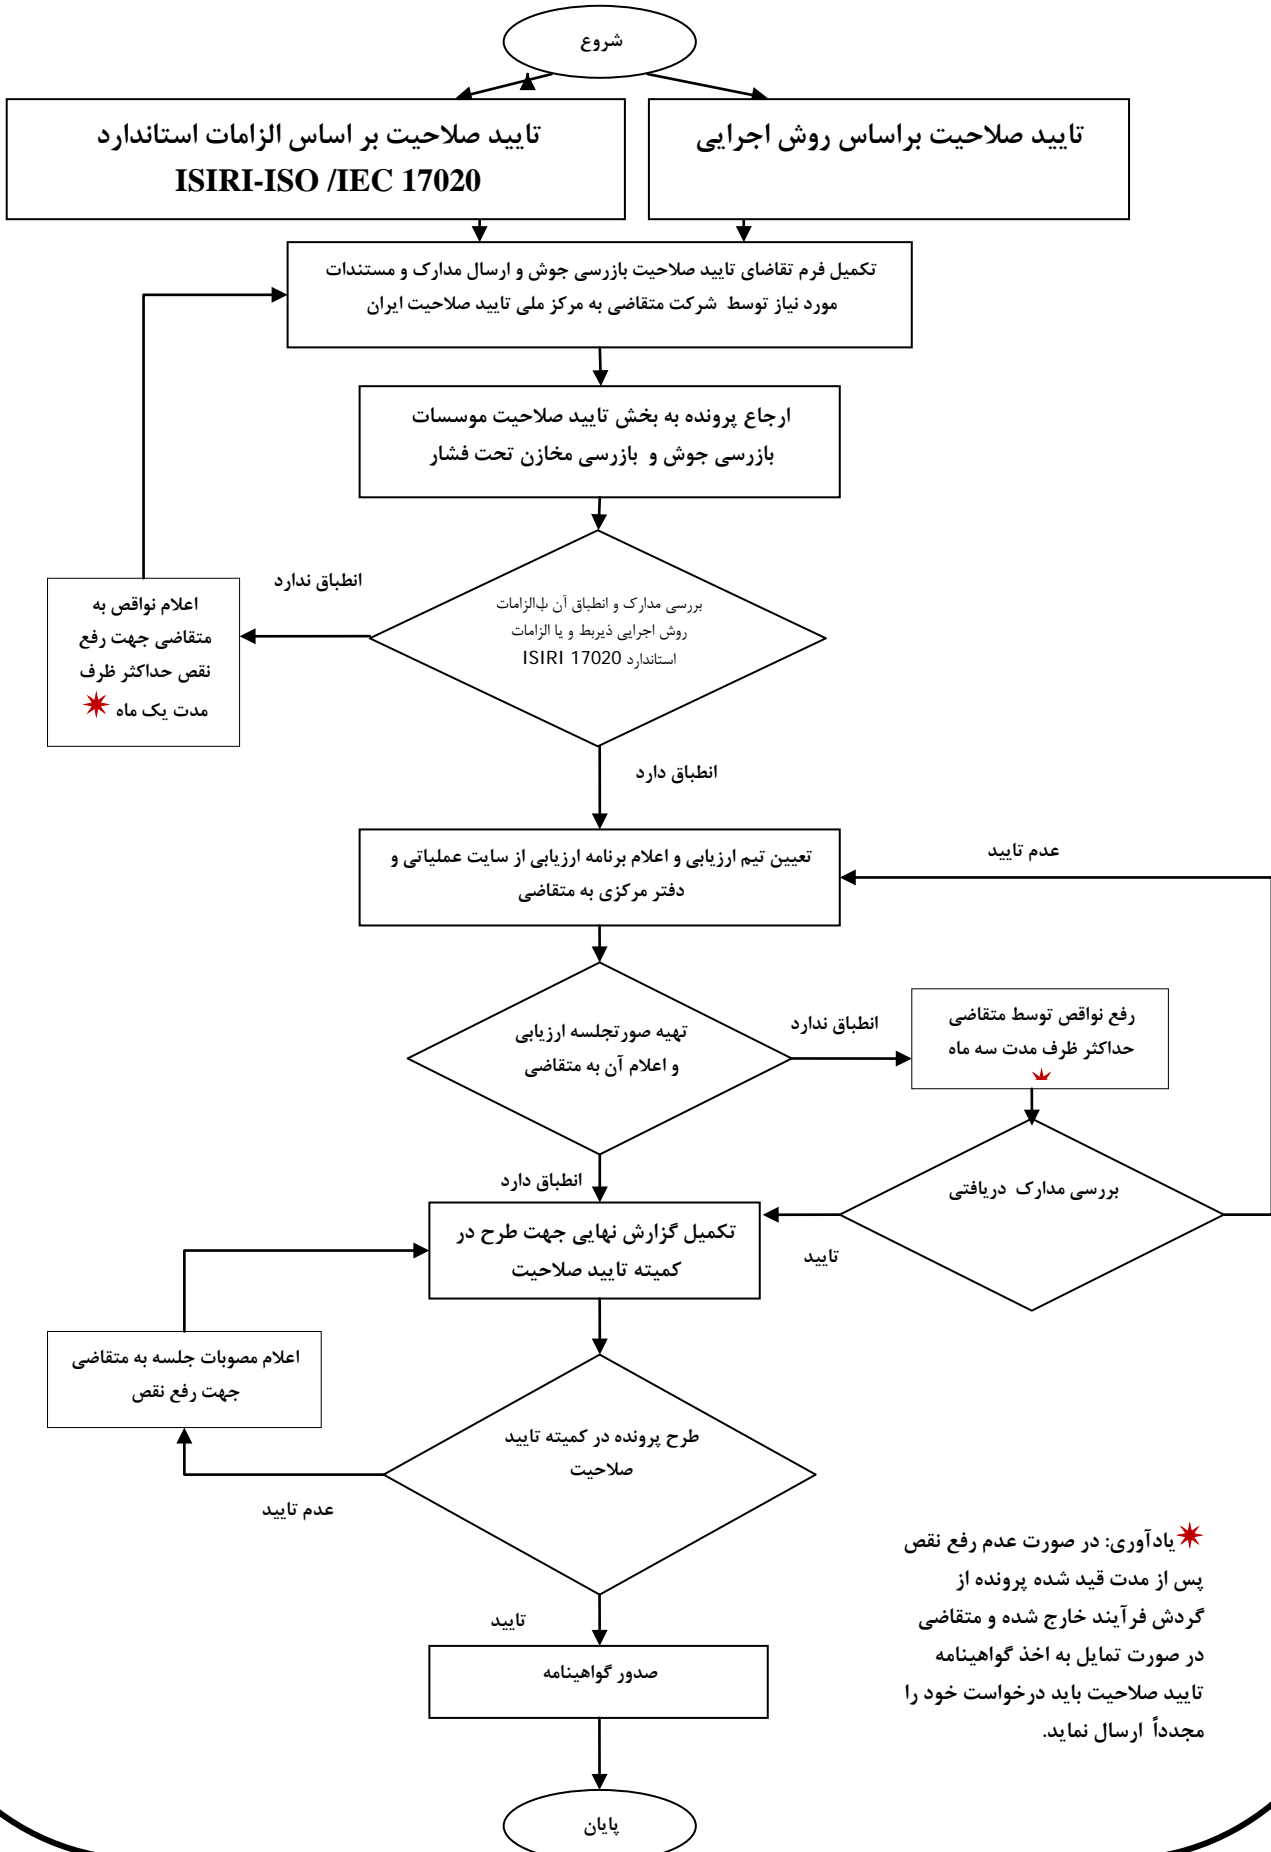 شروع
تایید صلاحیت براساس روش اجرایی
تایید صلاحیت بر اساس الزامات استاندارد
ISIRI-ISO /IEC 17020
تکمیل فرم تقاضای تایید صلاحیت بازرسی جوش و ارسال مدارک و مستندات
مورد نیاز توسط شرکت متقاضی به مرکز ملی تایید صلاحیت ایران
ارجاع پرونده به بخش تایید صلاحیت موسسات
بازرسی جوش و بازرسی مخازن تحت فشار
انطباق ندارد
اعلام نواقص به
متقاضی جهت رفع
نقص حداکثر ظرف
مدت یک ماه
بررسی مدارک و انطباق آن باالزامات
روش اجرایی ذیربط و یا الزامات
استاندارد ISIRI 17020
انطباق دارد
تعیین تیم ارزیابی و اعلام برنامه ارزیابی از سایت عملیاتی و
دفتر مرکزی به متقاضی
عدم تایید
تهیه صورتجلسه ارزیابی
و اعلام آن به متقاضی
انطباق ندارد
رفع نواقص توسط متقاضی
حداکثر ظرف مدت سه ماه
انطباق دارد
بررسی مدارک دریافتی
تایید
تکمیل گزارش نهایی جهت طرح در
کمیته تایید صلاحیت
اعلام مصوبات جلسه به متقاضی
جهت رفع نقص
طرح پرونده در کمیته تایید
صلاحیت
عدم تایید
تایید
صدور گواهینامه
پایان
یادآوری: در صورت عدم رفع نقص
پس از مدت قید شده پرونده از
گردش فرآیند خارج شده و متقاضی
در صورت تمایل به اخذ گواهینامه
تایید صلاحیت باید درخواست خود را
مجدداً ارسال نماید.